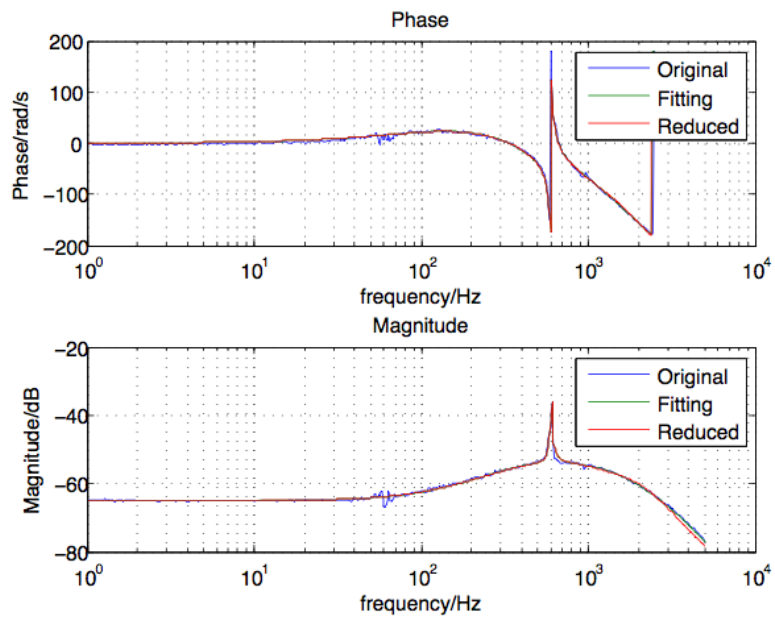 Phase
200
100
0
−100
−200
Phase/rad/s
Original
Fitting
Reduced
10^0 10^1 10^2 10^3 10^4
frequency/Hz
Magnitude
−20
−40
−60
−80
Magnitude/dB
Original
Fitting
Reduced
10^0 10^1 10^2 10^3 10^4
frequency/Hz